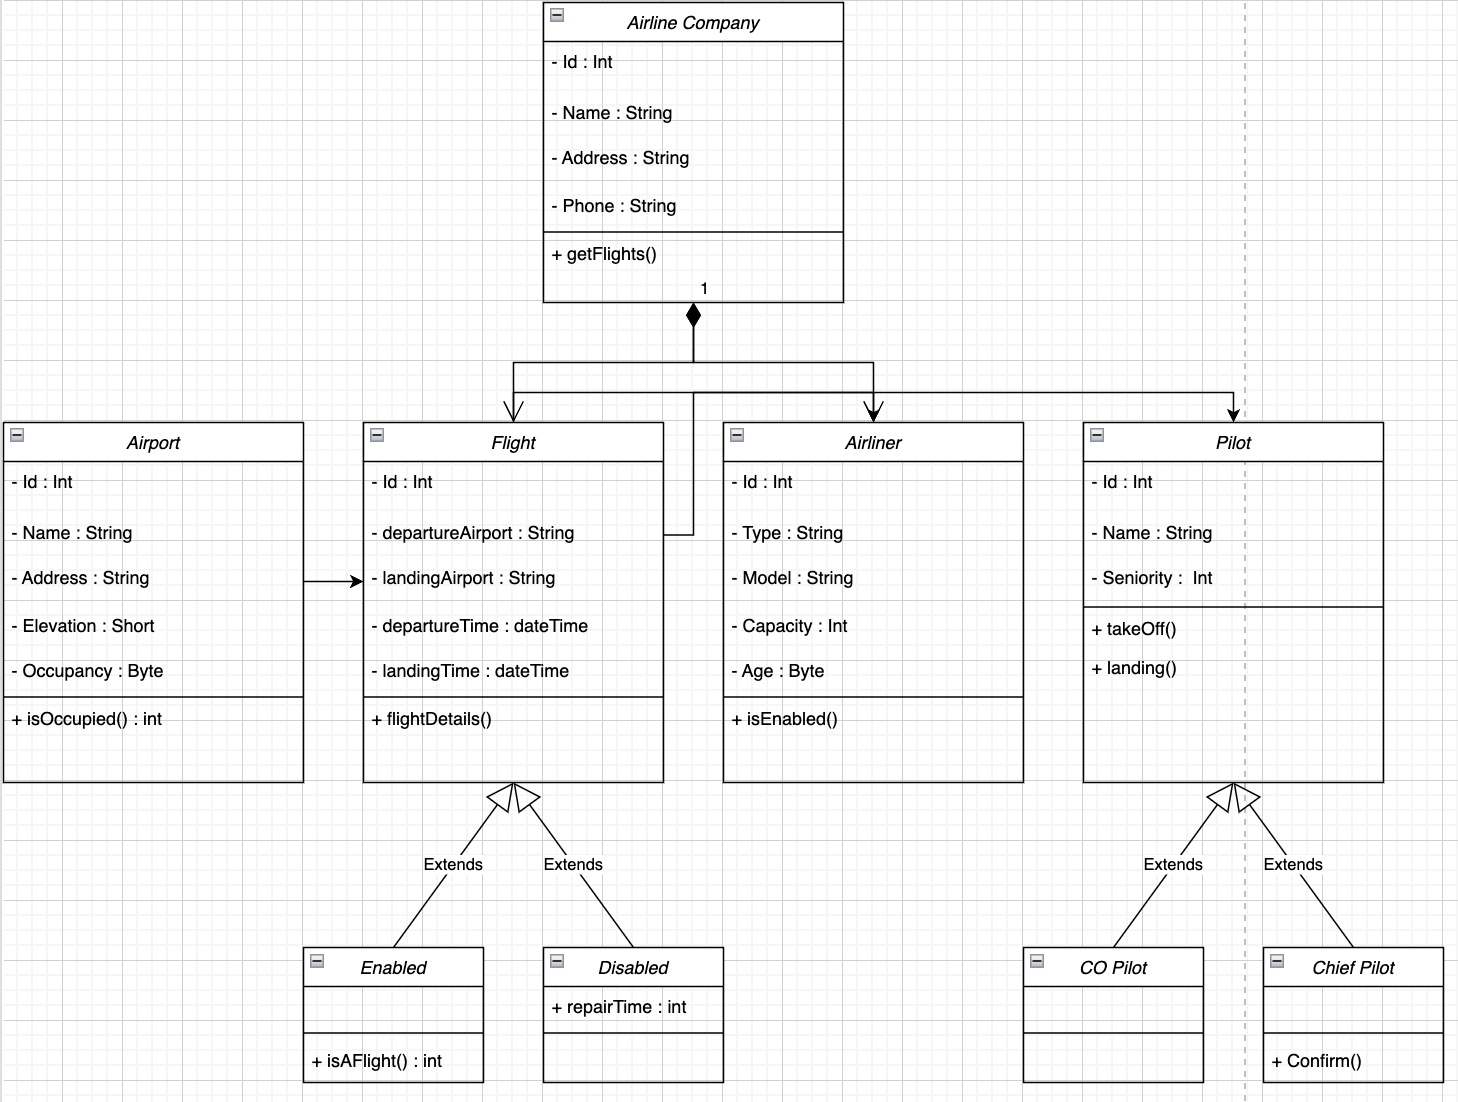 Airline Company
- Id : Int
- Name : String
- Address : String
- Phone : String
+ getFlights()
1
Airport
- Id : Int
- Name : String
- Address : String
- Elevation : Short
- Occupancy : Byte
+ isOccupied() : int
Flight
- Id : Int
- departureAirport : String
- landingAirport : String
- departureTime : dateTime
- landingTime : dateTime
+ flightDetails()
Airliner
- Id : Int
- Type : String
- Model : String
- Capacity : Int
- Age : Byte
+ isEnabled()
Pilot
- Id : Int
- Name : String
- Seniority :  Int
+ takeOff()
+ landing()
Extends
Extends
Extends
Extends
Enabled
+ isAFlight() : int
Disabled
+ repairTime : int
CO Pilot
Chief Pilot
+ Confirm()